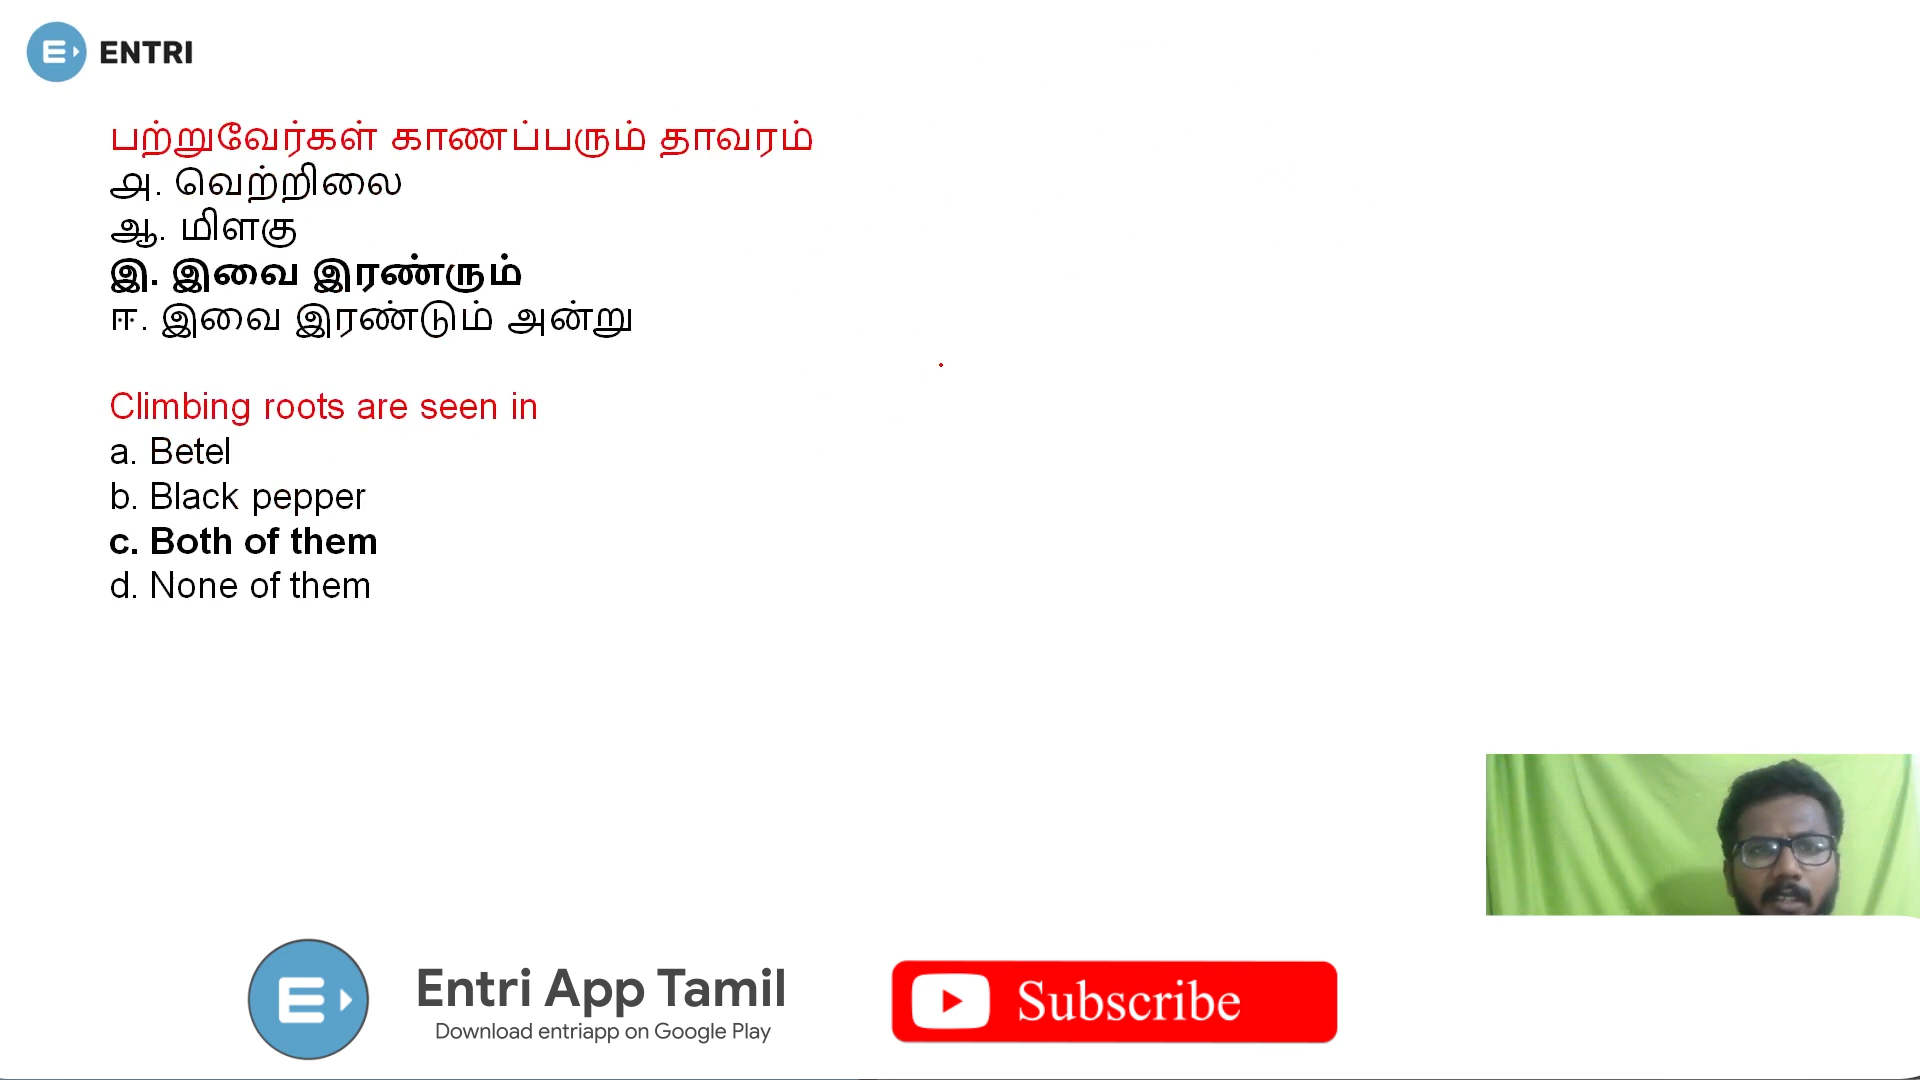 ENTRI
பற்றுவேர்கள் காணப்பரும் தாவரம்
அ. வெற்றிலை
ஆ. மிளகு
இ. இவை இரண்ரும்
ஈ. இவை இரண்டும் அன்று
Climbing roots are seen in
a. Betel
b. Black pepper
c. Both of them
d. None of them
Entri App Tamil
Download entriapp on Google Play
Subscribe